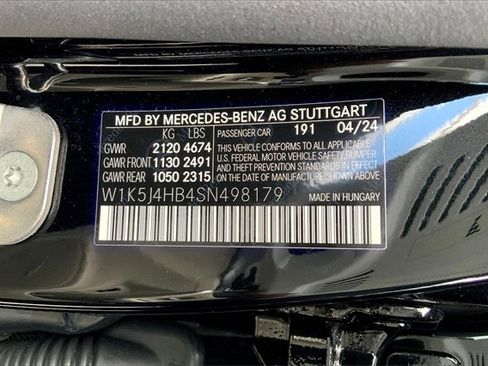 MFD BY MERCEDES-BENZ AG STUTTGART
KG LBS PASSENGER CAR 191 04/24
GWR 2120 4674
GAWR FRONT 1130 2491
GAWR REAR 1050 2315
THIS VEHICLE CONFORMS TO ALL APPLICABLE
U.S. FEDERAL MOTOR VEHICLE SAFETY, BUMPER,
AND THEFT PREVENTION STANDARDS IN EFFECT
ON THE DATE OF MANUFACTURE SHOWN ABOVE.
W1K5J4HB4SN498179 MADE IN HUNGARY